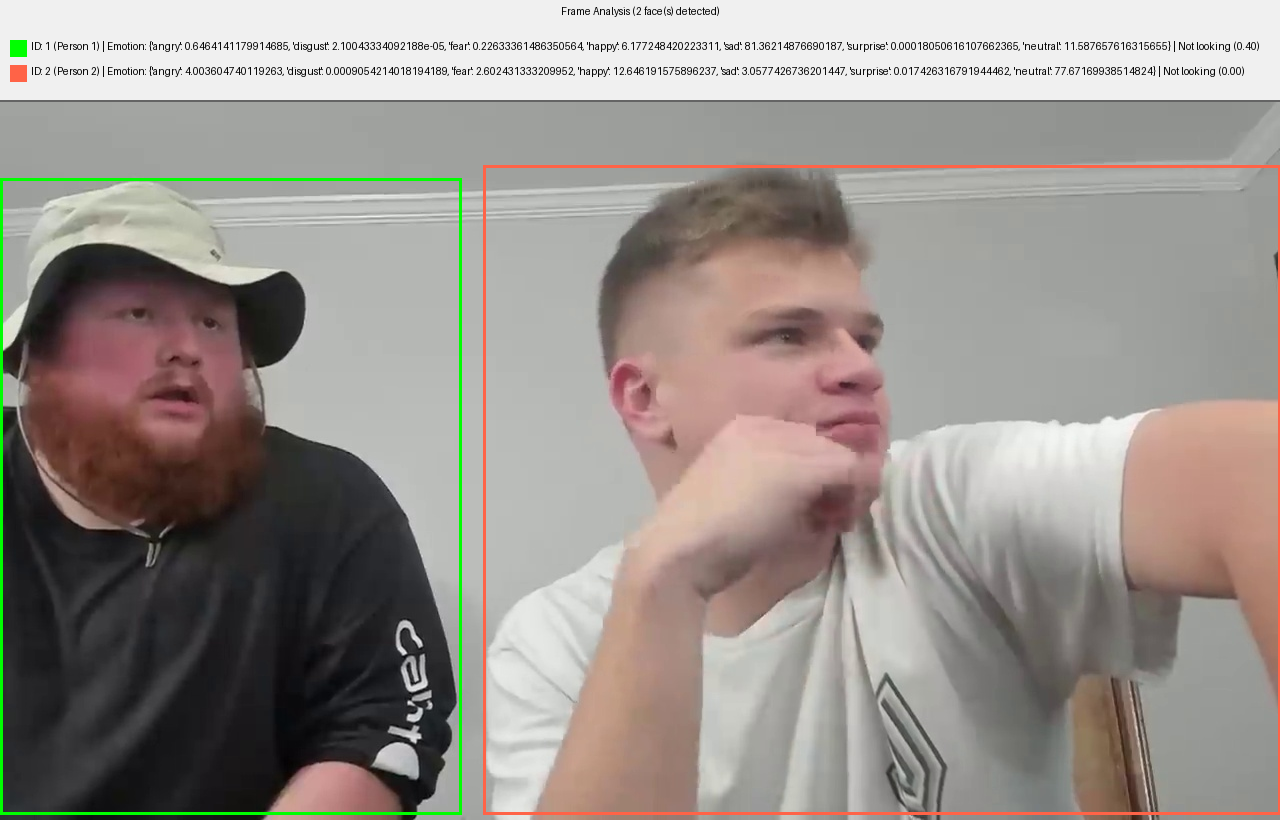 Frame Analysis (2 face(s) detected)
ID: 1 (Person 1) | Emotion: {'angry': 0.6464141179914685, 'disgust': 2.10043334092188e-05, 'fear': 0.22633361486350564, 'happy': 6.177248420223311, 'sad': 81.36214876690187, 'surprise': 0.00018050616107662365, 'neutral': 11.587657616315655} | Not looking (0.40)
ID: 2 (Person 2) | Emotion: {'angry': 4.003604740119263, 'disgust': 0.0009054214018194189, 'fear': 2.602431333209952, 'happy': 12.646191575896237, 'sad': 3.0577426736201447, 'surprise': 0.017426316791944462, 'neutral': 77.67169938514824} | Not looking (0.00)